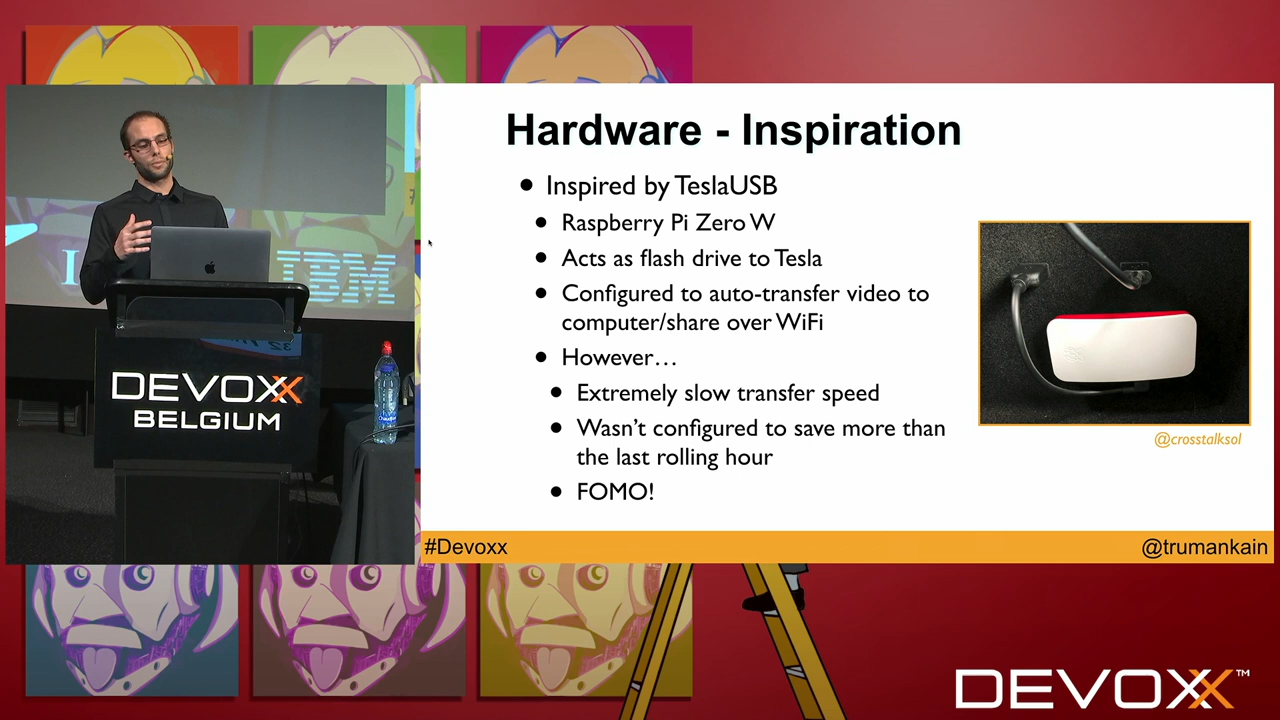 Hardware - Inspiration
Inspired by TeslaUSB
Raspberry Pi Zero W
Acts as flash drive to Tesla
Configured to auto-transfer video to
computer/share over WiFi
However…
Extremely slow transfer speed
Wasn't configured to save more than
the last rolling hour
FOMO!
@crosstalksol
#Devoxx
@trumankain
IBM
DEVOXX
BELGIUM
DEVOXX™